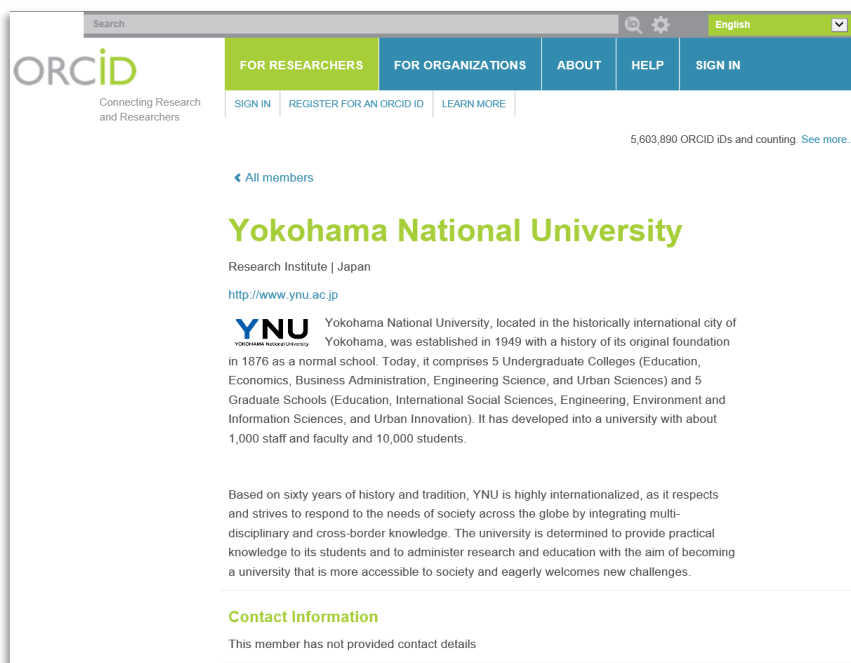 Search
English
ORCiD
Connecting Research
and Researchers
FOR RESEARCHERS
FOR ORGANIZATIONS
ABOUT
HELP
SIGN IN
SIGN IN
REGISTER FOR AN ORCID ID
LEARN MORE
5,603,890 ORCID iDs and counting. See more.
All members
Yokohama National University
Research Institute | Japan
http://www.ynu.ac.jp
YNU
YOKOHAMA National University
Yokohama National University, located in the historically international city of
Yokohama, was established in 1949 with a history of its original foundation
in 1876 as a normal school. Today, it comprises 5 Undergraduate Colleges (Education,
Economics, Business Administration, Engineering Science, and Urban Sciences) and 5
Graduate Schools (Education, International Social Sciences, Engineering, Environment and
Information Sciences, and Urban Innovation). It has developed into a university with about
1,000 staff and faculty and 10,000 students.
Based on sixty years of history and tradition, YNU is highly internationalized, as it respects
and strives to respond to the needs of society across the globe by integrating multi-
disciplinary and cross-border knowledge. The university is determined to provide practical
knowledge to its students and to administer research and education with the aim of becoming
a university that is more accessible to society and eagerly welcomes new challenges.
Contact Information
This member has not provided contact details